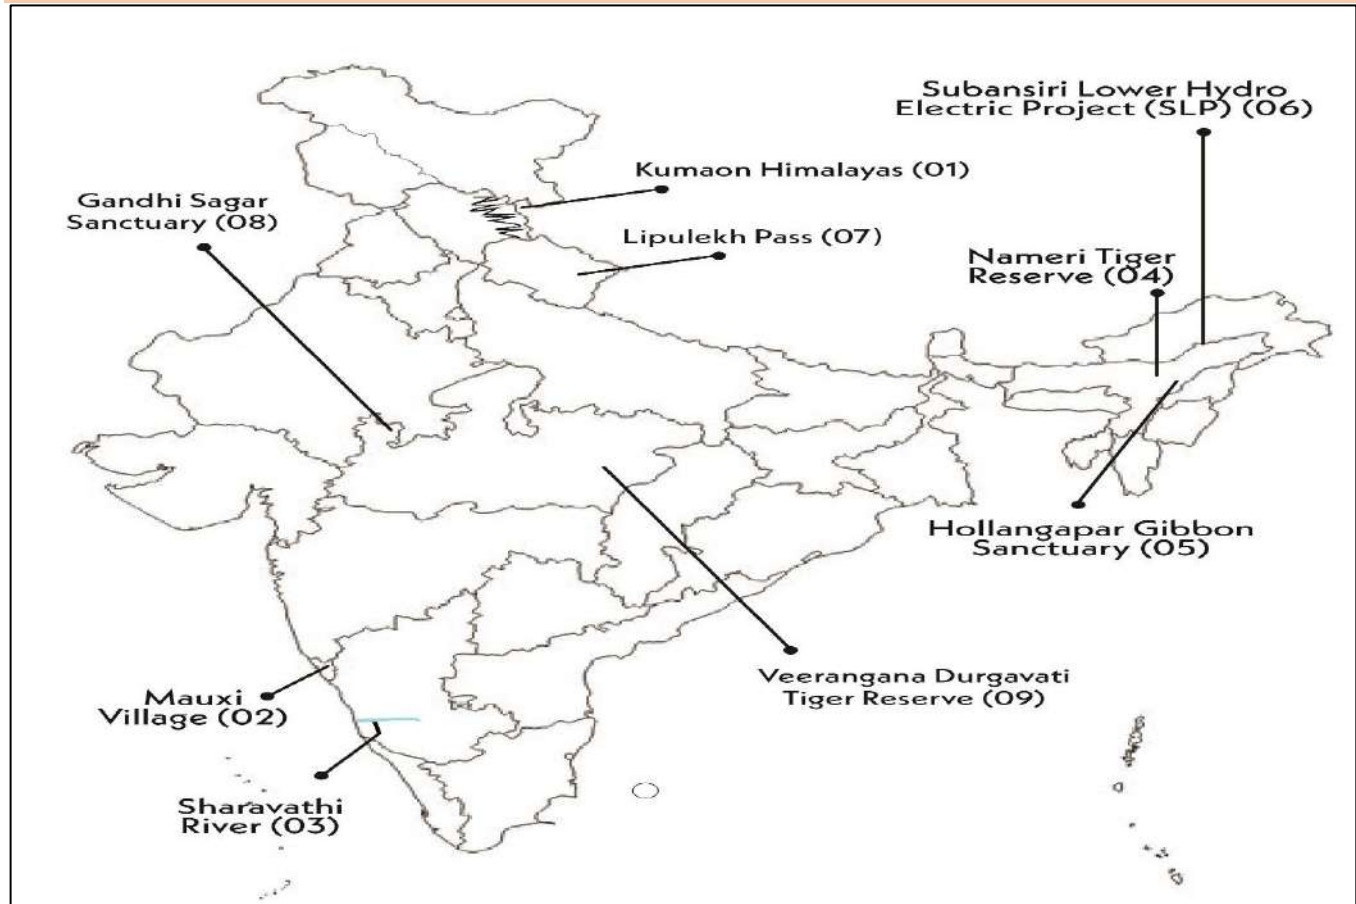 Subansiri Lower Hydro
Electric Project (SLP) (06)
Kumaon Himalayas (01)
Gandhi Sagar
Sanctuary (08)
Lipulekh Pass (07)
Nameri Tiger
Reserve (04)
Hollangapar Gibbon
Sanctuary (05)
Veerangana Durgavati
Tiger Reserve (09)
Mauxi
Village (02)
Sharavathi
River (03)